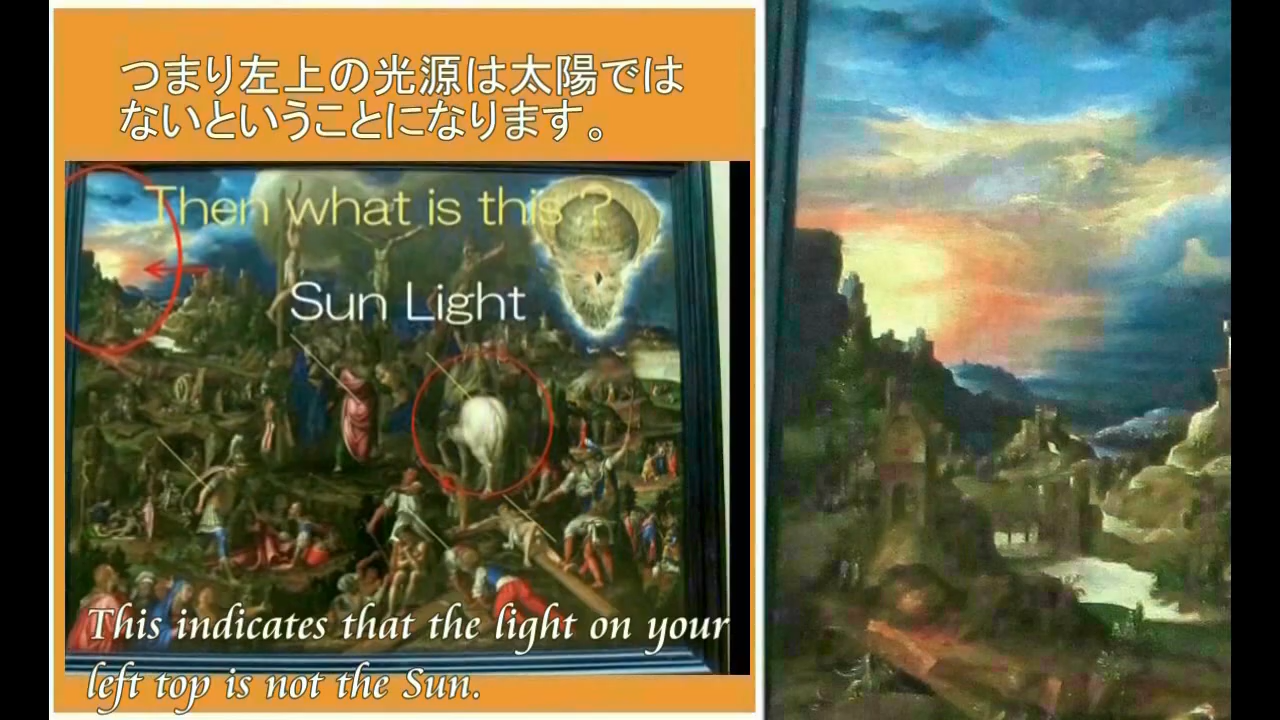 つまり左上の光源は太陽では
ないということになります。
Then what is this ?
Sun Light
This indicates that the light on your
left top is not the Sun.